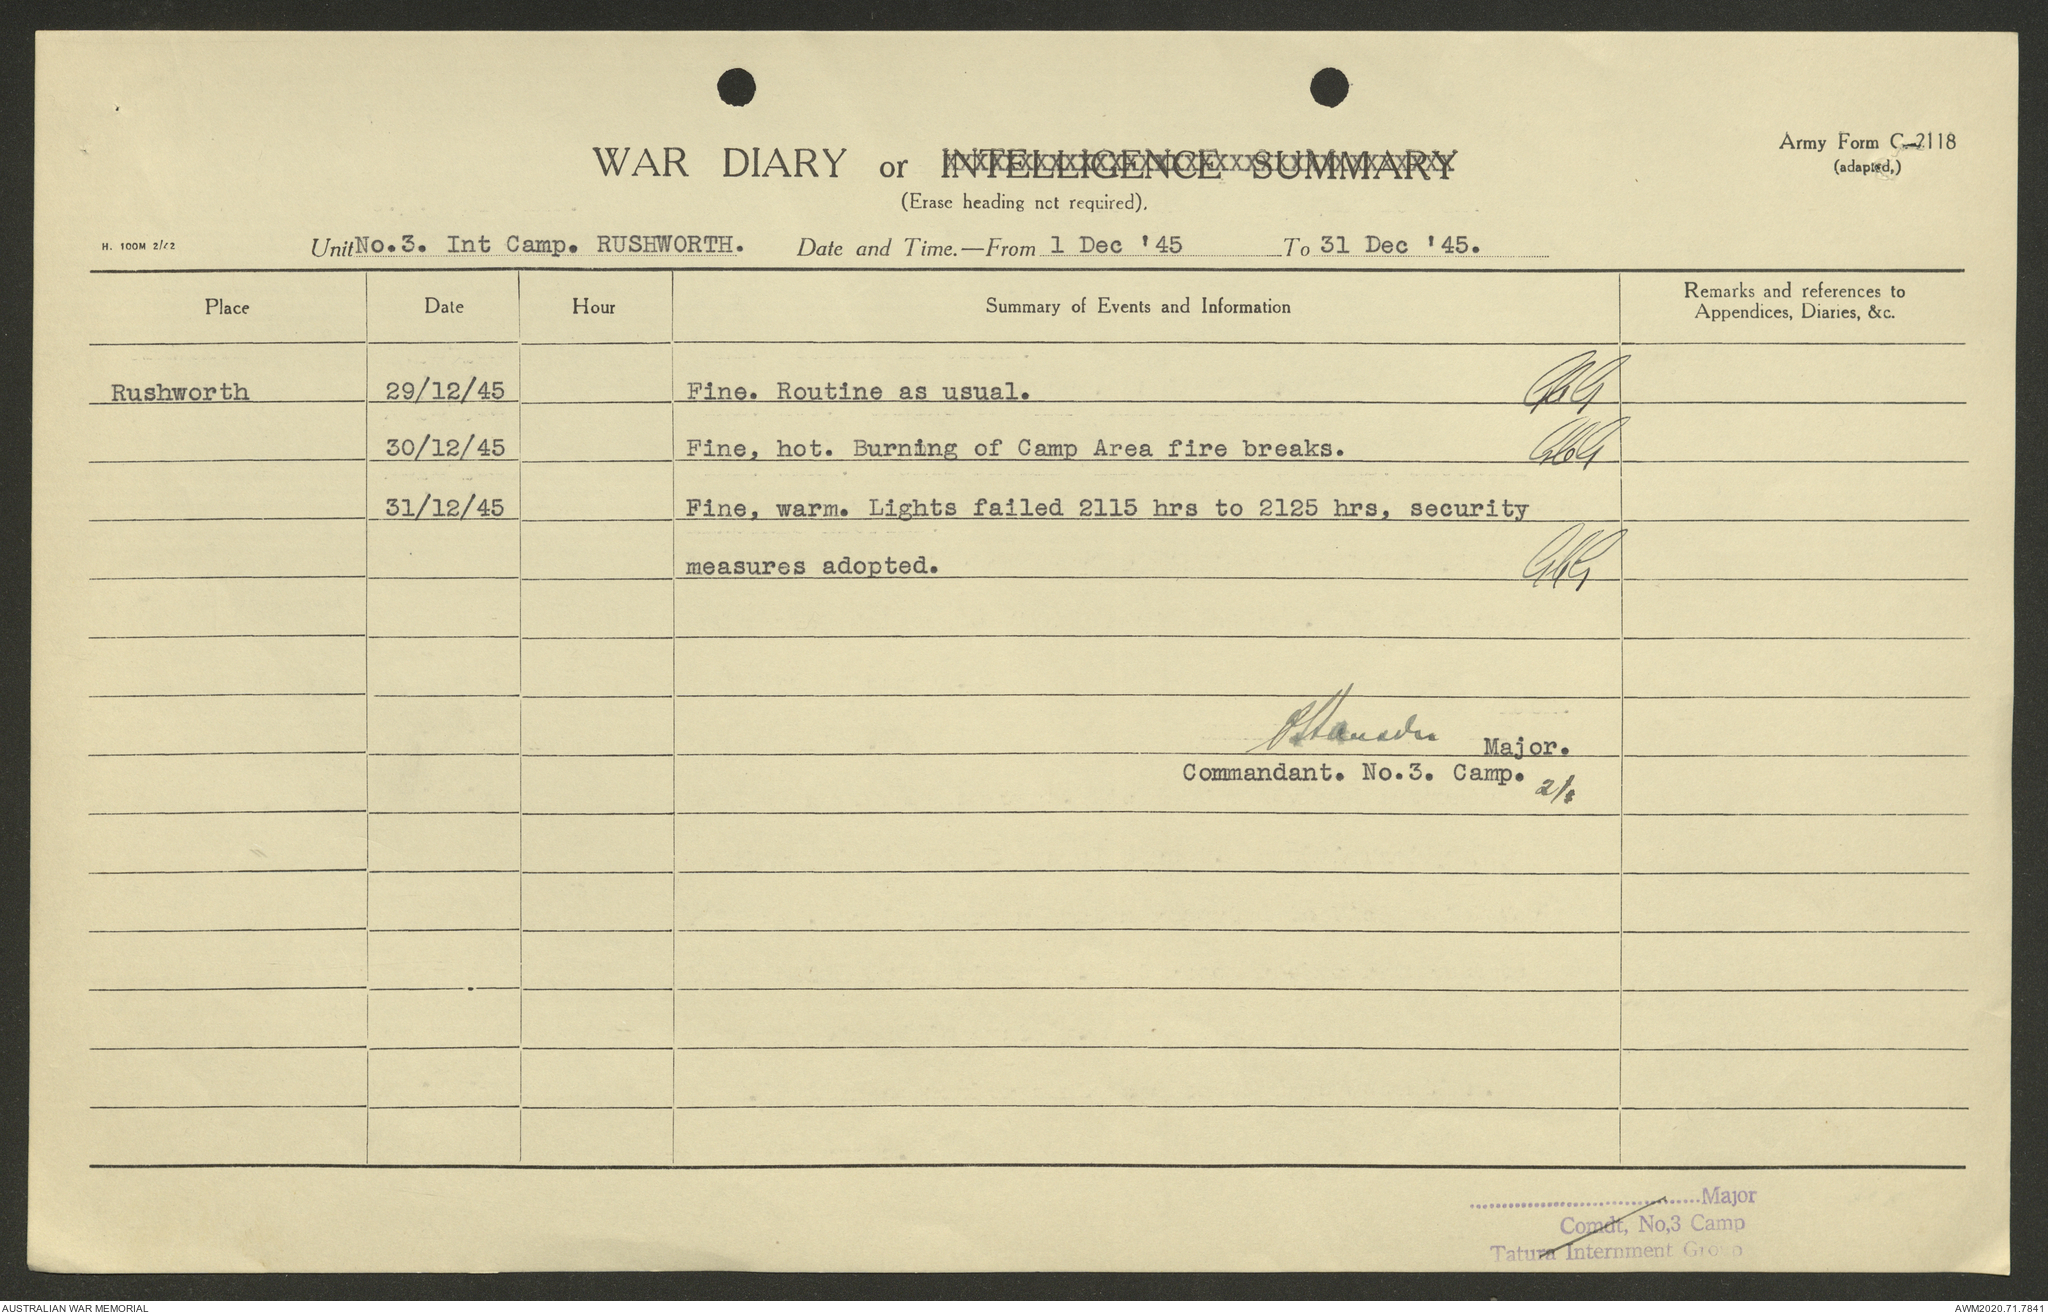 WAR DIARY or INTELLIGENCE SUMMARY
Army Form C-2118
(adapted,)
(Erase heading not required).
H. 100M 2/42
Unit No.3. Int Camp. RUSHWORTH. Date and Time.—From 1 Dec '45 To 31 Dec '45.
Place Date Hour Summary of Events and Information Remarks and references to
Appendices, Diaries, &c.
Rushworth 29/12/45 Fine. Routine as usual.
30/12/45 Fine, hot. Burning of Camp Area fire breaks.
31/12/45 Fine, warm. Lights failed 2115 hrs to 2125 hrs, security
measures adopted.
Major.
Commandant. No.3. Camp.
Major
Comdt, No,3 Camp
Tatura Internment Group
AUSTRALIAN WAR MEMORIAL
AWM2020.71.7841